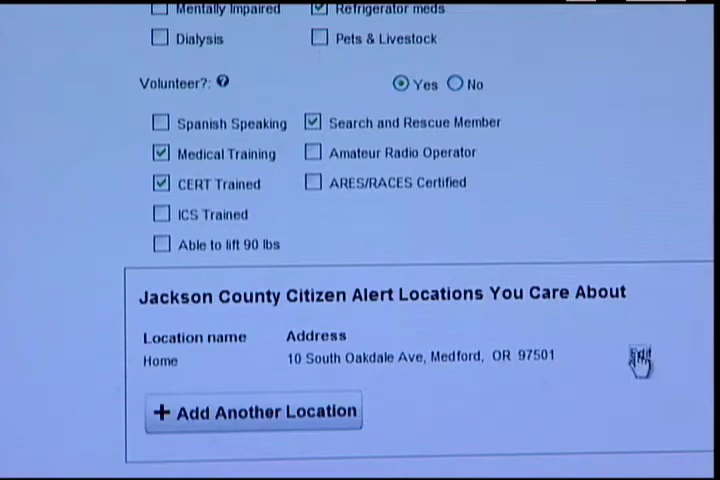 Mentally Impaired Refrigerator meds
Dialysis Pets & Livestock
Volunteer?: Yes No
Spanish Speaking Search and Rescue Member
Medical Training Amateur Radio Operator
CERT Trained ARES/RACES Certified
ICS Trained
Able to lift 90 lbs
Jackson County Citizen Alert Locations You Care About
Location name Address
Home 10 South Oakdale Ave, Medford, OR 97501
+ Add Another Location